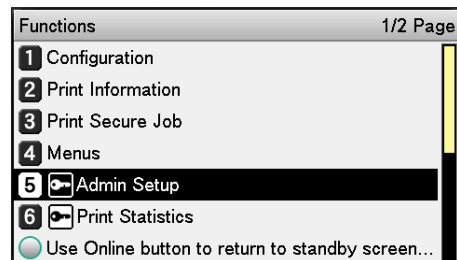 Functions 1/2 Page
1 Configuration
2 Print Information
3 Print Secure Job
4 Menus
5 Admin Setup
6 Print Statistics
Use Online button to return to standby screen...